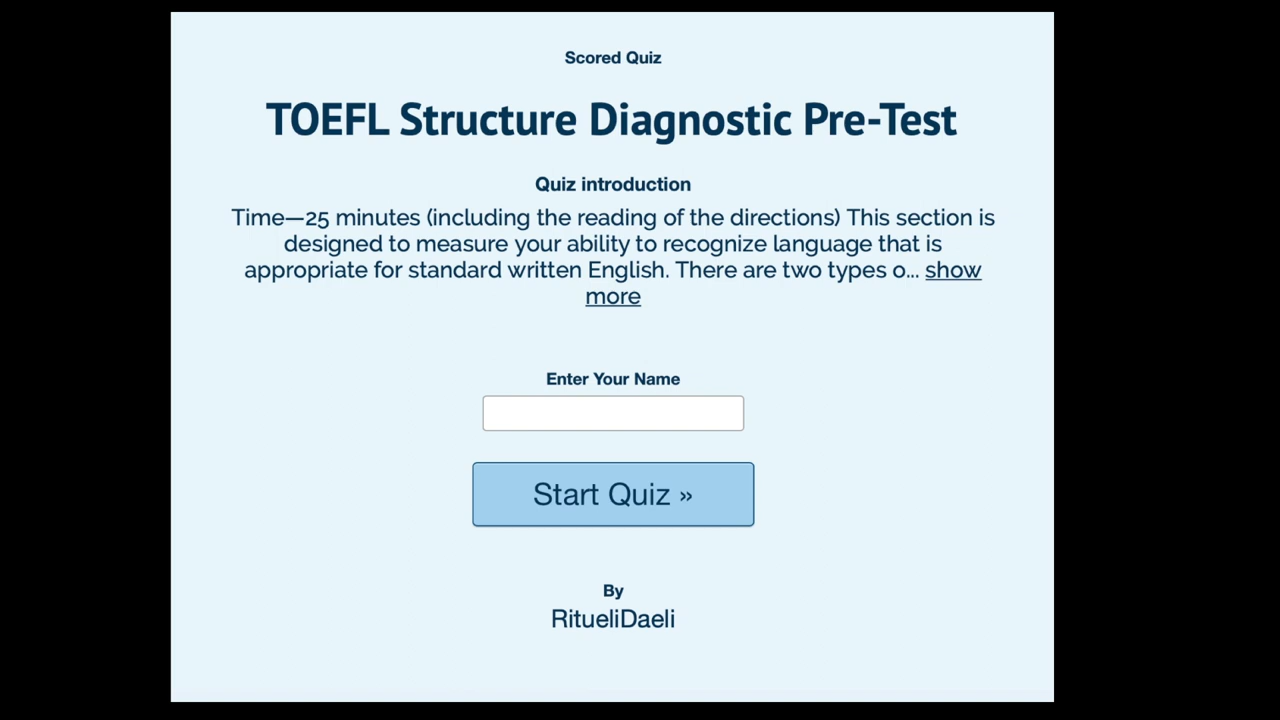 Scored Quiz
TOEFL Structure Diagnostic Pre-Test
Quiz introduction
Time—25 minutes (including the reading of the directions) This section is
designed to measure your ability to recognize language that is
appropriate for standard written English. There are two types o... show
more
Enter Your Name
Start Quiz »
By
RitueliDaeli